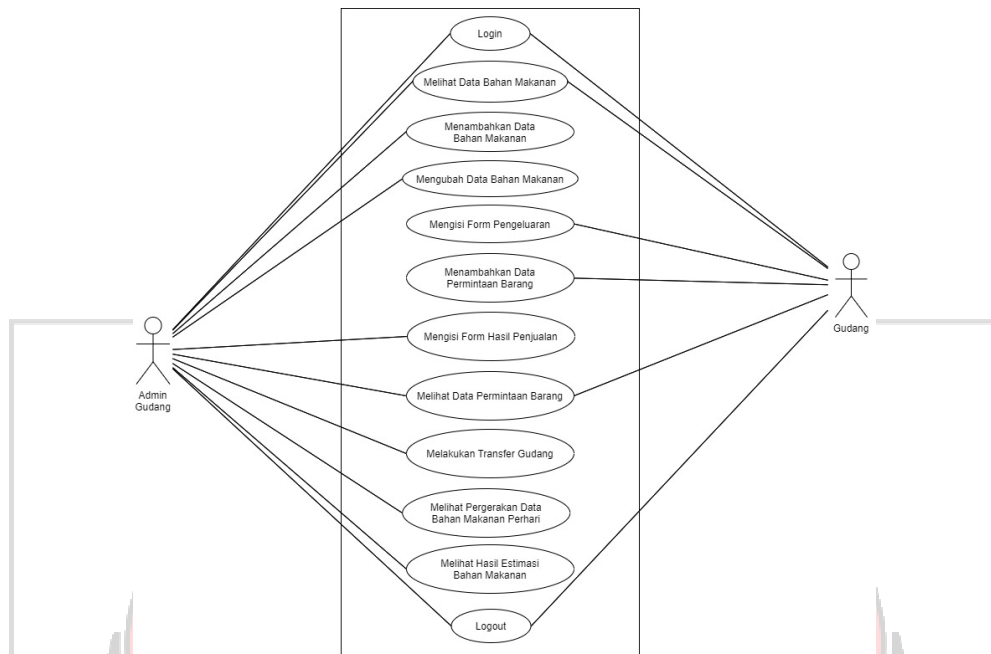 Login
Melihat Data Bahan Makanan
Menambahkan Data
Bahan Makanan
Mengubah Data Bahan Makanan
Mengisi Form Pengeluaran
Menambahkan Data
Permintaan Barang
Mengisi Form Hasil Penjualan
Melihat Data Permintaan Barang
Melakukan Transfer Gudang
Melihat Pergerakan Data
Bahan Makanan Perhari
Melihat Hasil Estimasi
Bahan Makanan
Logout
Admin
Gudang
Gudang